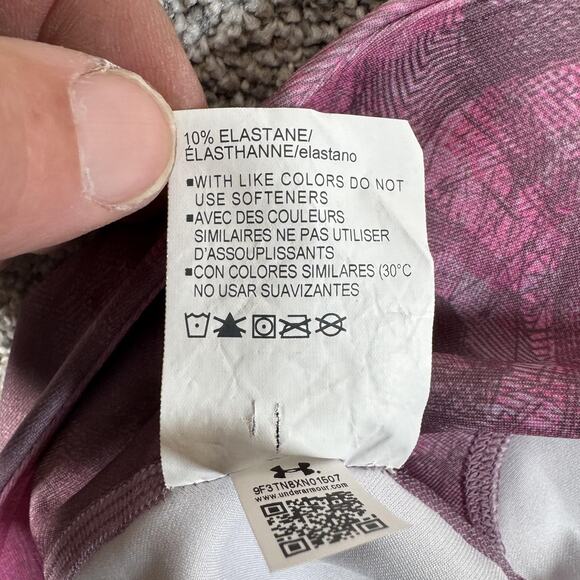 10% ELASTANE/
ÉLASTHANNE/elastano
■WITH LIKE COLORS DO NOT
USE SOFTENERS
■AVEC DES COULEURS
SIMILAIRES NE PAS UTILISER
D'ASSOUPLISSANTS
■CON COLORES SIMILARES (30°C
NO USAR SUAVIZANTES
9F3TN8XN01507
www.underarmour.com